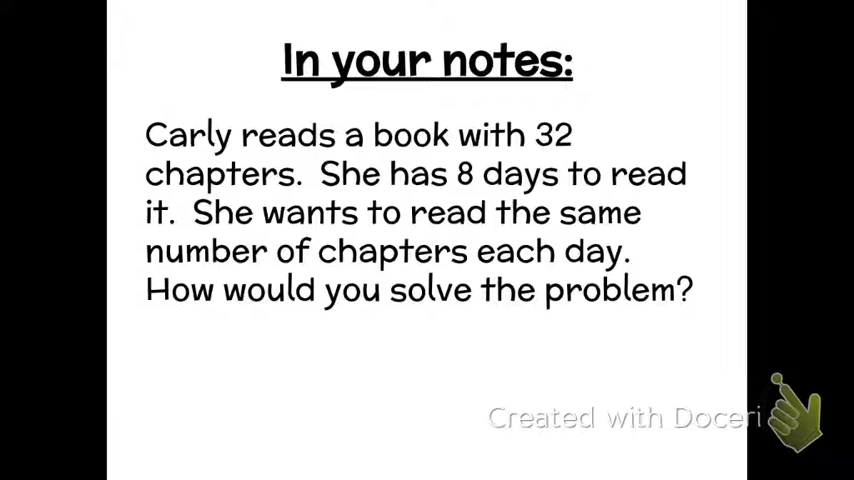 In your notes:
Carly reads a book with 32
chapters.  She has 8 days to read
it.  She wants to read the same
number of chapters each day.
How would you solve the problem?
Created with Doceri